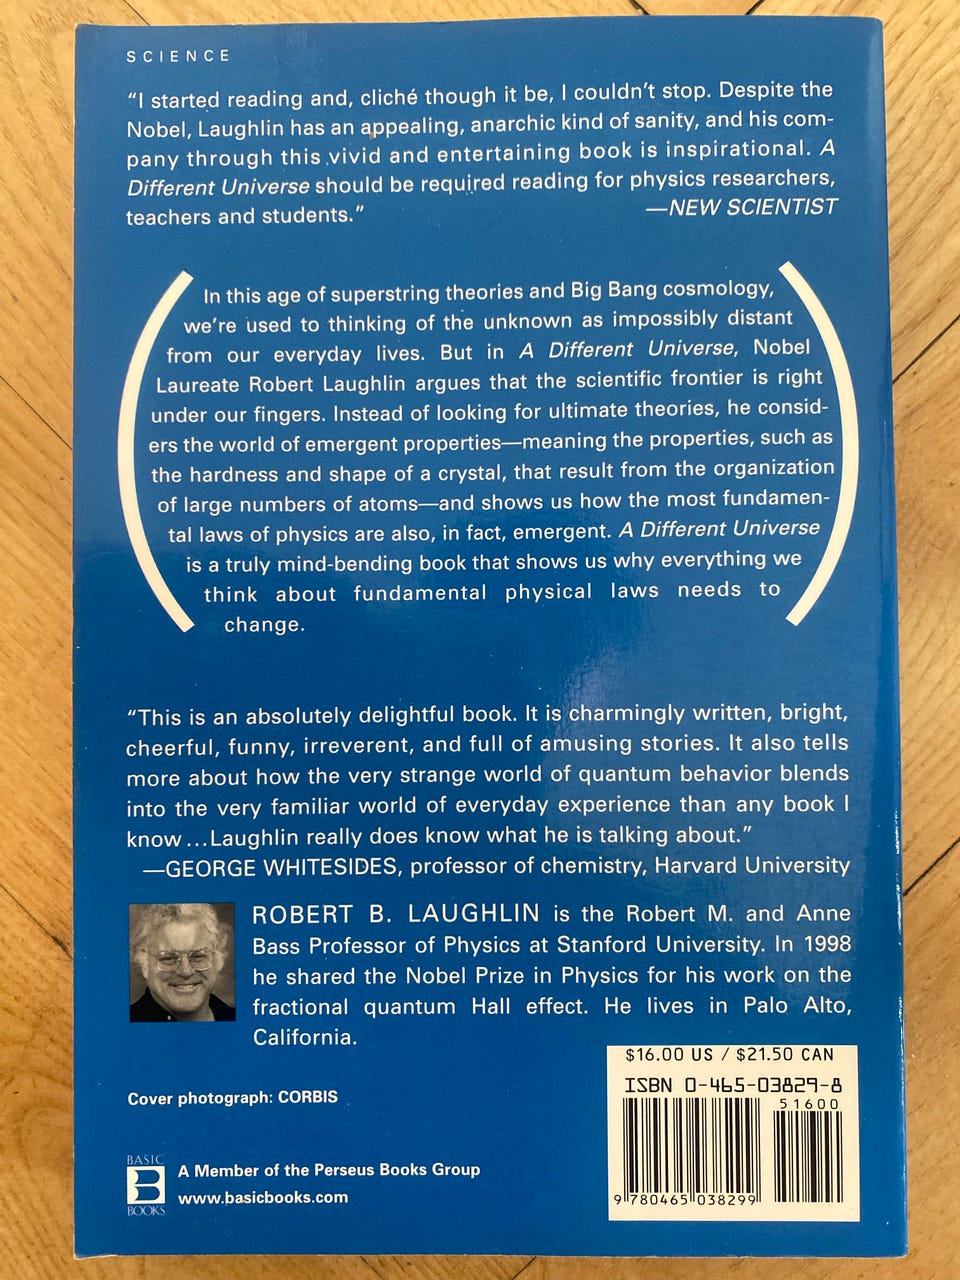 SCIENCE
“I started reading and, cliché though it be, I couldn’t stop. Despite the
Nobel, Laughlin has an appealing, anarchic kind of sanity, and his com-
pany through this vivid and entertaining book is inspirational. A
Different Universe should be required reading for physics researchers,
teachers and students.” —NEW SCIENTIST
In this age of superstring theories and Big Bang cosmology,
we’re used to thinking of the unknown as impossibly distant
from our everyday lives. But in A Different Universe, Nobel
Laureate Robert Laughlin argues that the scientific frontier is right
under our fingers. Instead of looking for ultimate theories, he consid-
ers the world of emergent properties—meaning the properties, such as
the hardness and shape of a crystal, that result from the organization
of large numbers of atoms—and shows us how the most fundamen-
tal laws of physics are also, in fact, emergent. A Different Universe
is a truly mind-bending book that shows us why everything we
think about fundamental physical laws needs to
change.
“This is an absolutely delightful book. It is charmingly written, bright,
cheerful, funny, irreverent, and full of amusing stories. It also tells
more about how the very strange world of quantum behavior blends
into the very familiar world of everyday experience than any book I
know...Laughlin really does know what he is talking about.”
—GEORGE WHITESIDES, professor of chemistry, Harvard University
ROBERT B. LAUGHLIN is the Robert M. and Anne
Bass Professor of Physics at Stanford University. In 1998
he shared the Nobel Prize in Physics for his work on the
fractional quantum Hall effect. He lives in Palo Alto,
California.
$16.00 US / $21.50 CAN
ISBN 0-465-03829-8
51600
9 780465 038299
Cover photograph: CORBIS
BASIC
B
BOOKS
A Member of the Perseus Books Group
www.basicbooks.com